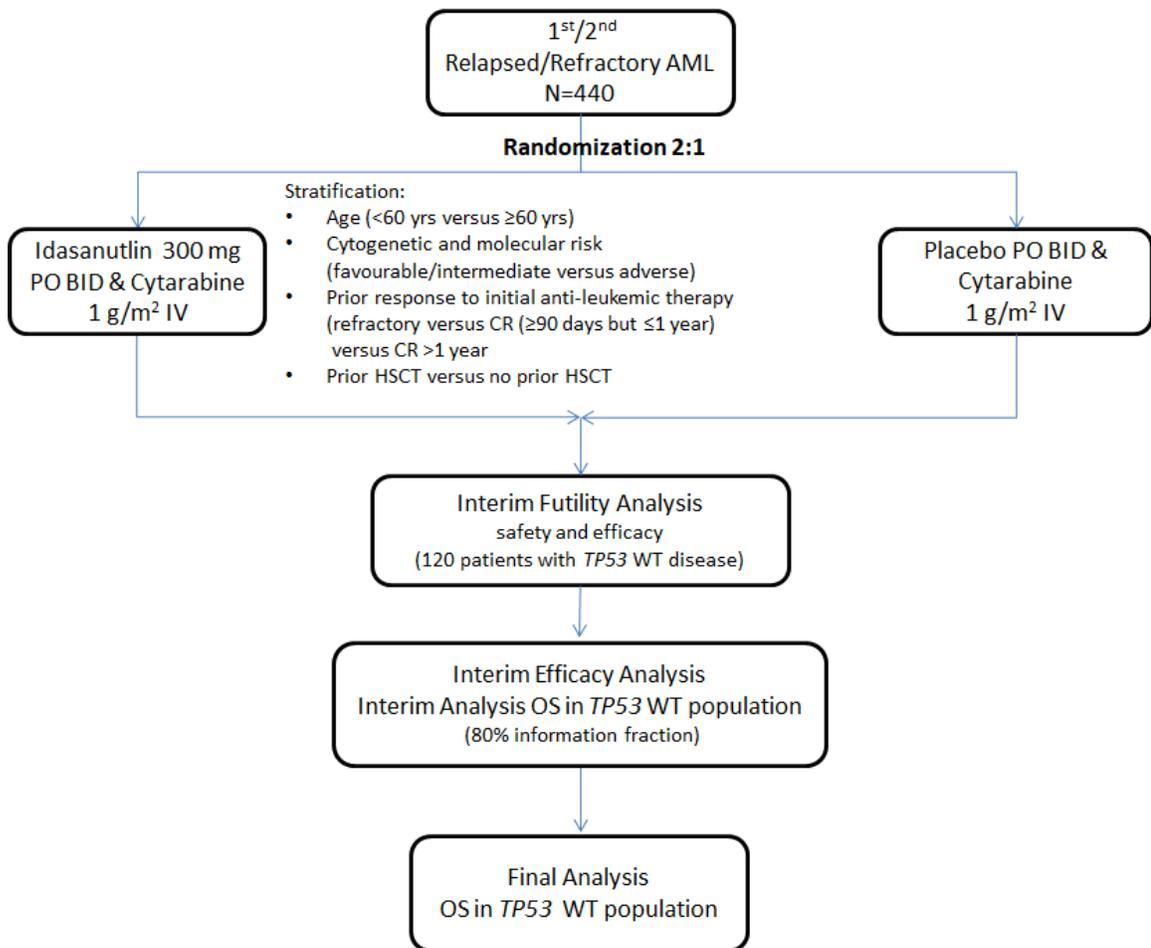 1st/2nd
Relapsed/Refractory AML
N=440
Randomization 2:1
Stratification:
• Age (<60 yrs versus ≥60 yrs)
• Cytogenetic and molecular risk
(favourable/intermediate versus adverse)
• Prior response to initial anti-leukemic therapy
(refractory versus CR (≥90 days but ≤1 year)
versus CR >1 year
• Prior HSCT versus no prior HSCT
Idasanutlin 300 mg
PO BID & Cytarabine
1 g/m² IV
Placebo PO BID &
Cytarabine
1 g/m² IV
Interim Futility Analysis
safety and efficacy
(120 patients with TP53 WT disease)
Interim Efficacy Analysis
Interim Analysis OS in TP53 WT population
(80% information fraction)
Final Analysis
OS in TP53 WT population